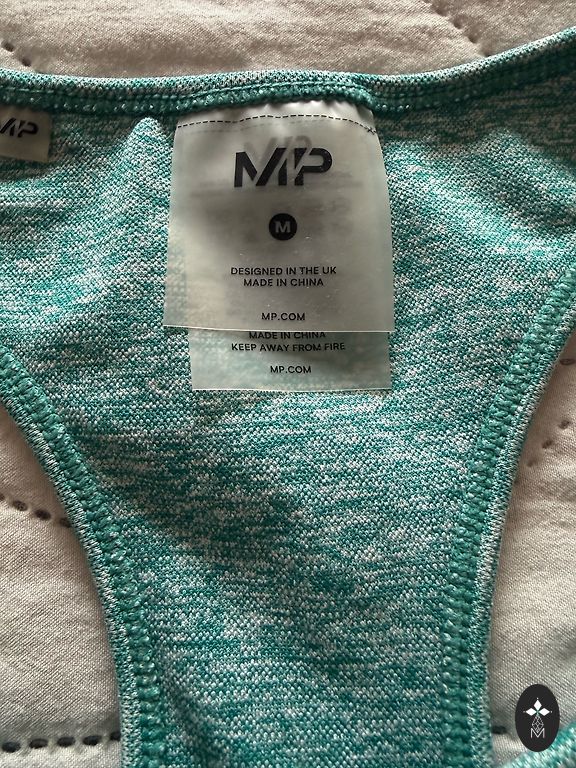 MP
MP
M
DESIGNED IN THE UK
MADE IN CHINA
MP.COM
MADE IN CHINA
KEEP AWAY FROM FIRE
MP.COM
M